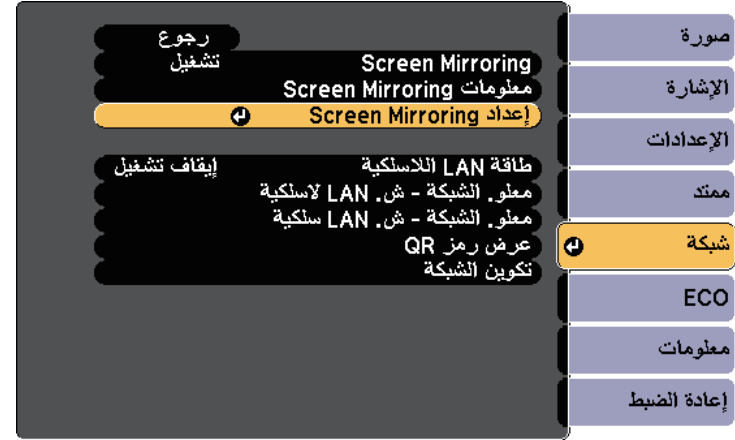 صورة
الإشارة
الإعدادات
ممتد
شبكة
ECO
معلومات
إعادة الضبط
رجوع
Screen Mirroring تشغيل
معلومات Screen Mirroring
إعداد Screen Mirroring
طاقة LAN اللاسلكية إيقاف تشغيل
معلو. الشبكة - ش. LAN لاسلكية
معلو. الشبكة - ش. LAN سلكية
عرض رمز QR
تكوين الشبكة